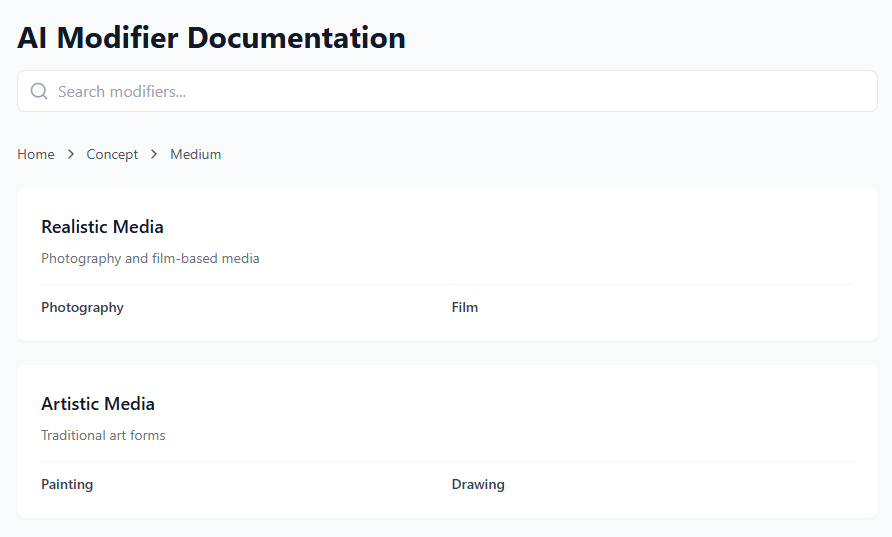 AI Modifier Documentation
Search modifiers...
Home > Concept > Medium
Realistic Media
Photography and film-based media
Photography Film
Artistic Media
Traditional art forms
Painting Drawing